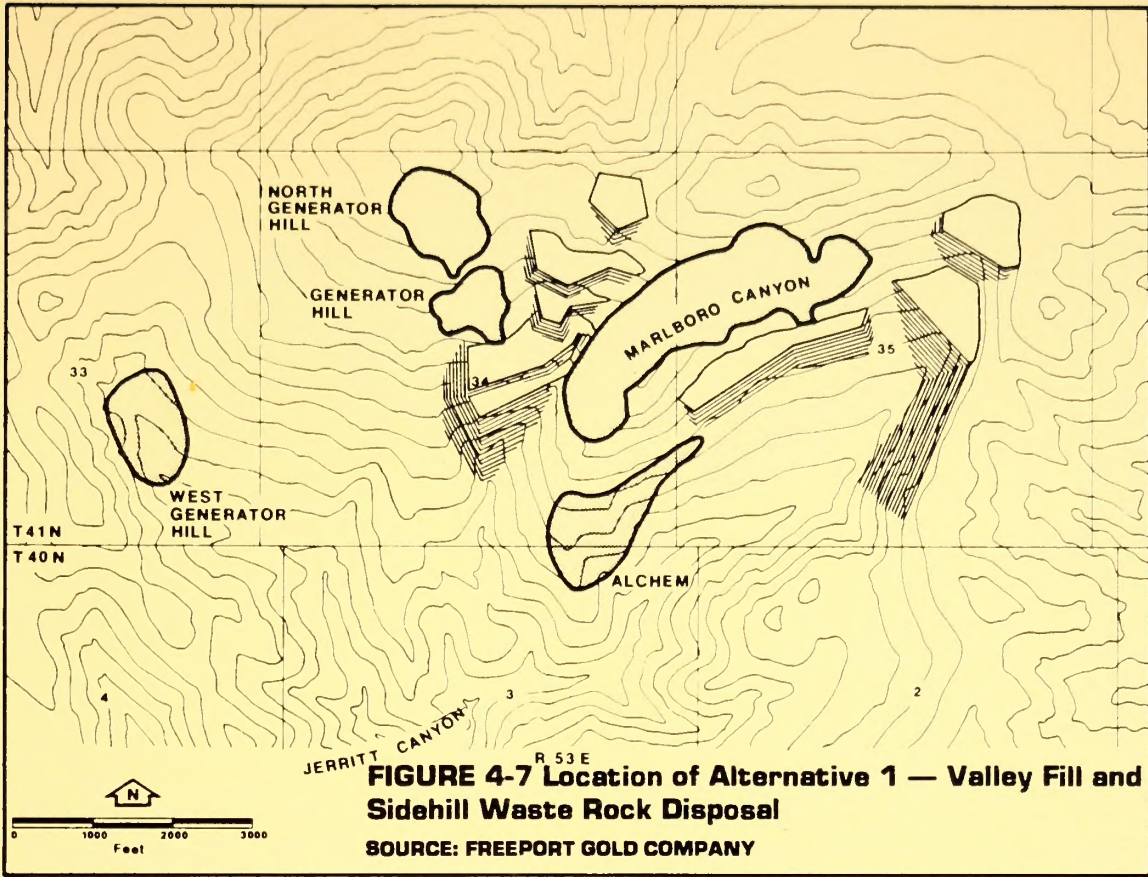 NORTH
GENERATOR
HILL
GENERATOR
HILL
MARLBORO CANYON
35
34
33
WEST
GENERATOR
HILL
T41N
T40N
ALCHEM
4
3
2
JERRITT CANYON
R 53 E
N
0 1000 2000 3000
Feet
FIGURE 4-7 Location of Alternative 1 — Valley Fill and
Sidehill Waste Rock Disposal
SOURCE: FREEPORT GOLD COMPANY